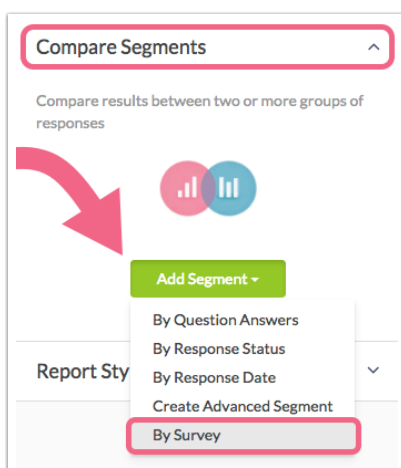 Compare Segments
Compare results between two or more groups of
responses
Add Segment
By Question Answers
By Response Status
Report Sty
By Response Date
Create Advanced Segment
By Survey